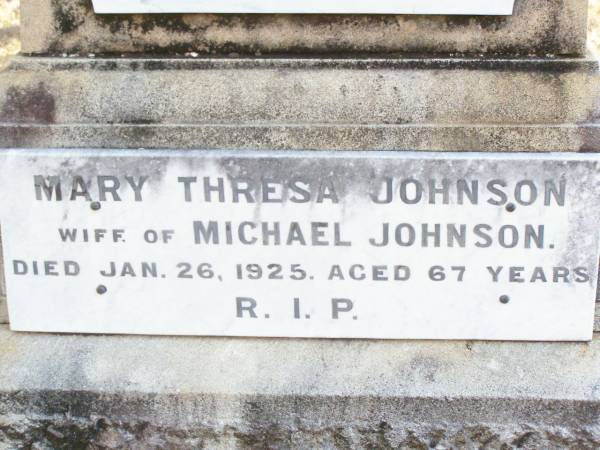 MARY THRESA JOHNSON
WIFE OF MICHAEL JOHNSON.
DIED JAN. 26, 1925. AGED 67 YEARS
R. I. P.